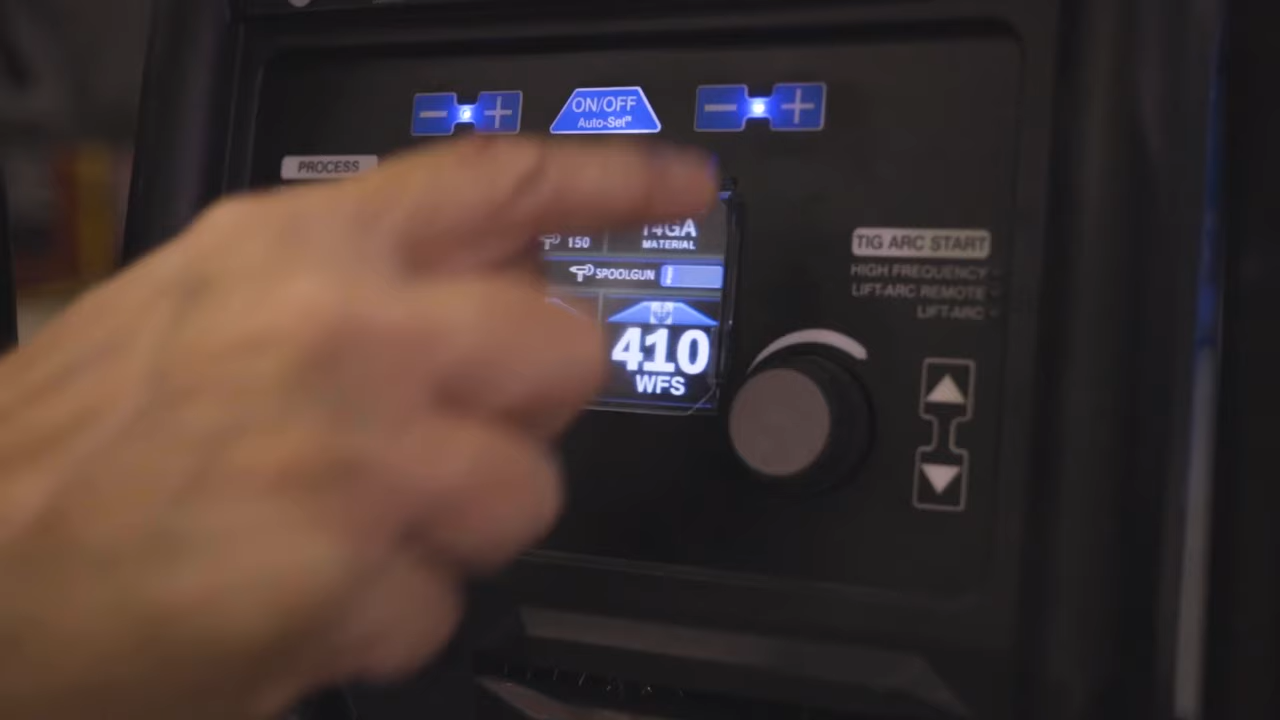 − +
ON/OFF
Auto-Set™
− +
PROCESS
150
14GA
MATERIAL
SPOOLGUN
410
WFS
TIG ARC START
HIGH FREQUENCY
LIFT-ARC REMOTE
LIFT-ARC